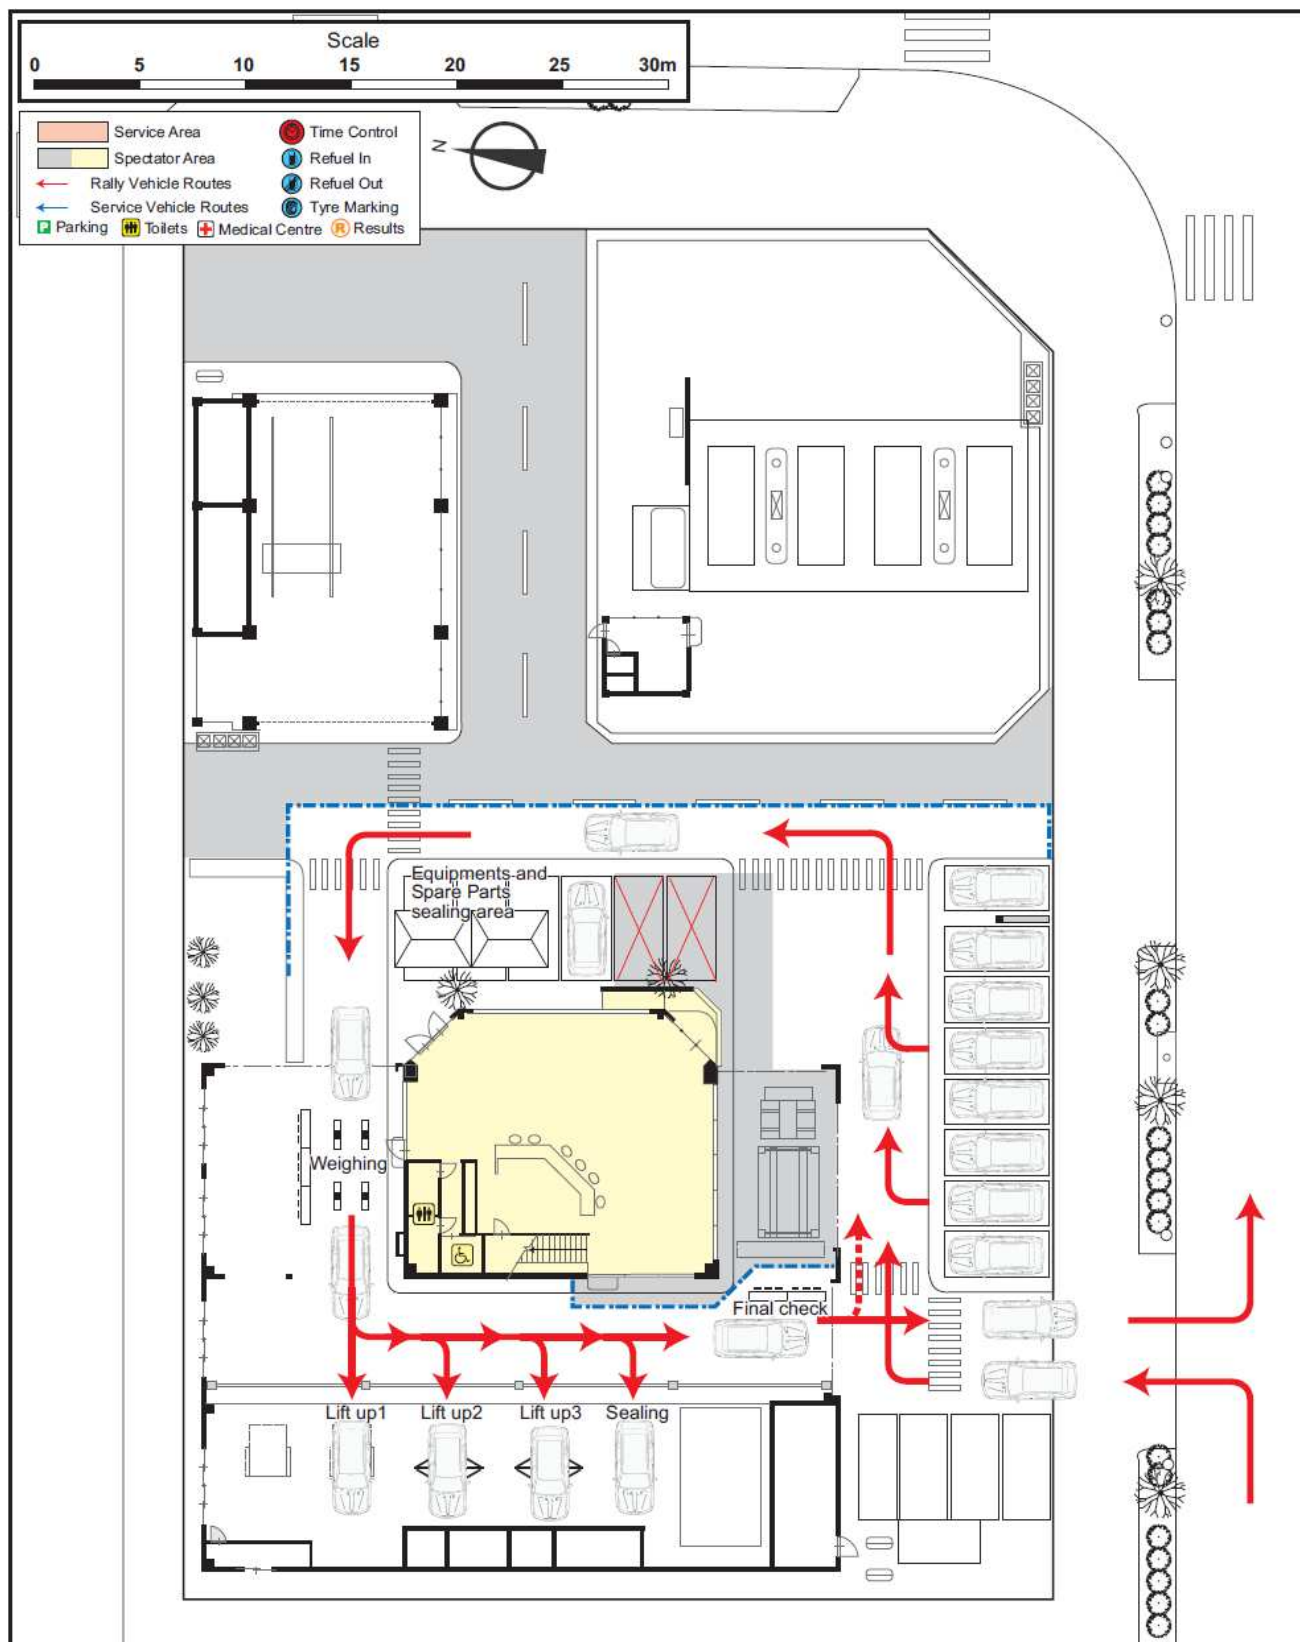 Scale
0 5 10 15 20 25 30m
Service Area
Time Control
Spectator Area
Refuel In
Rally Vehicle Routes
Refuel Out
Service Vehicle Routes
Tyre Marking
P Parking
Toilets
Medical Centre
R Results
N
Equipments and
Spare Parts
sealing area
Weighing
Final check
Lift up1
Lift up2
Lift up3
Sealing